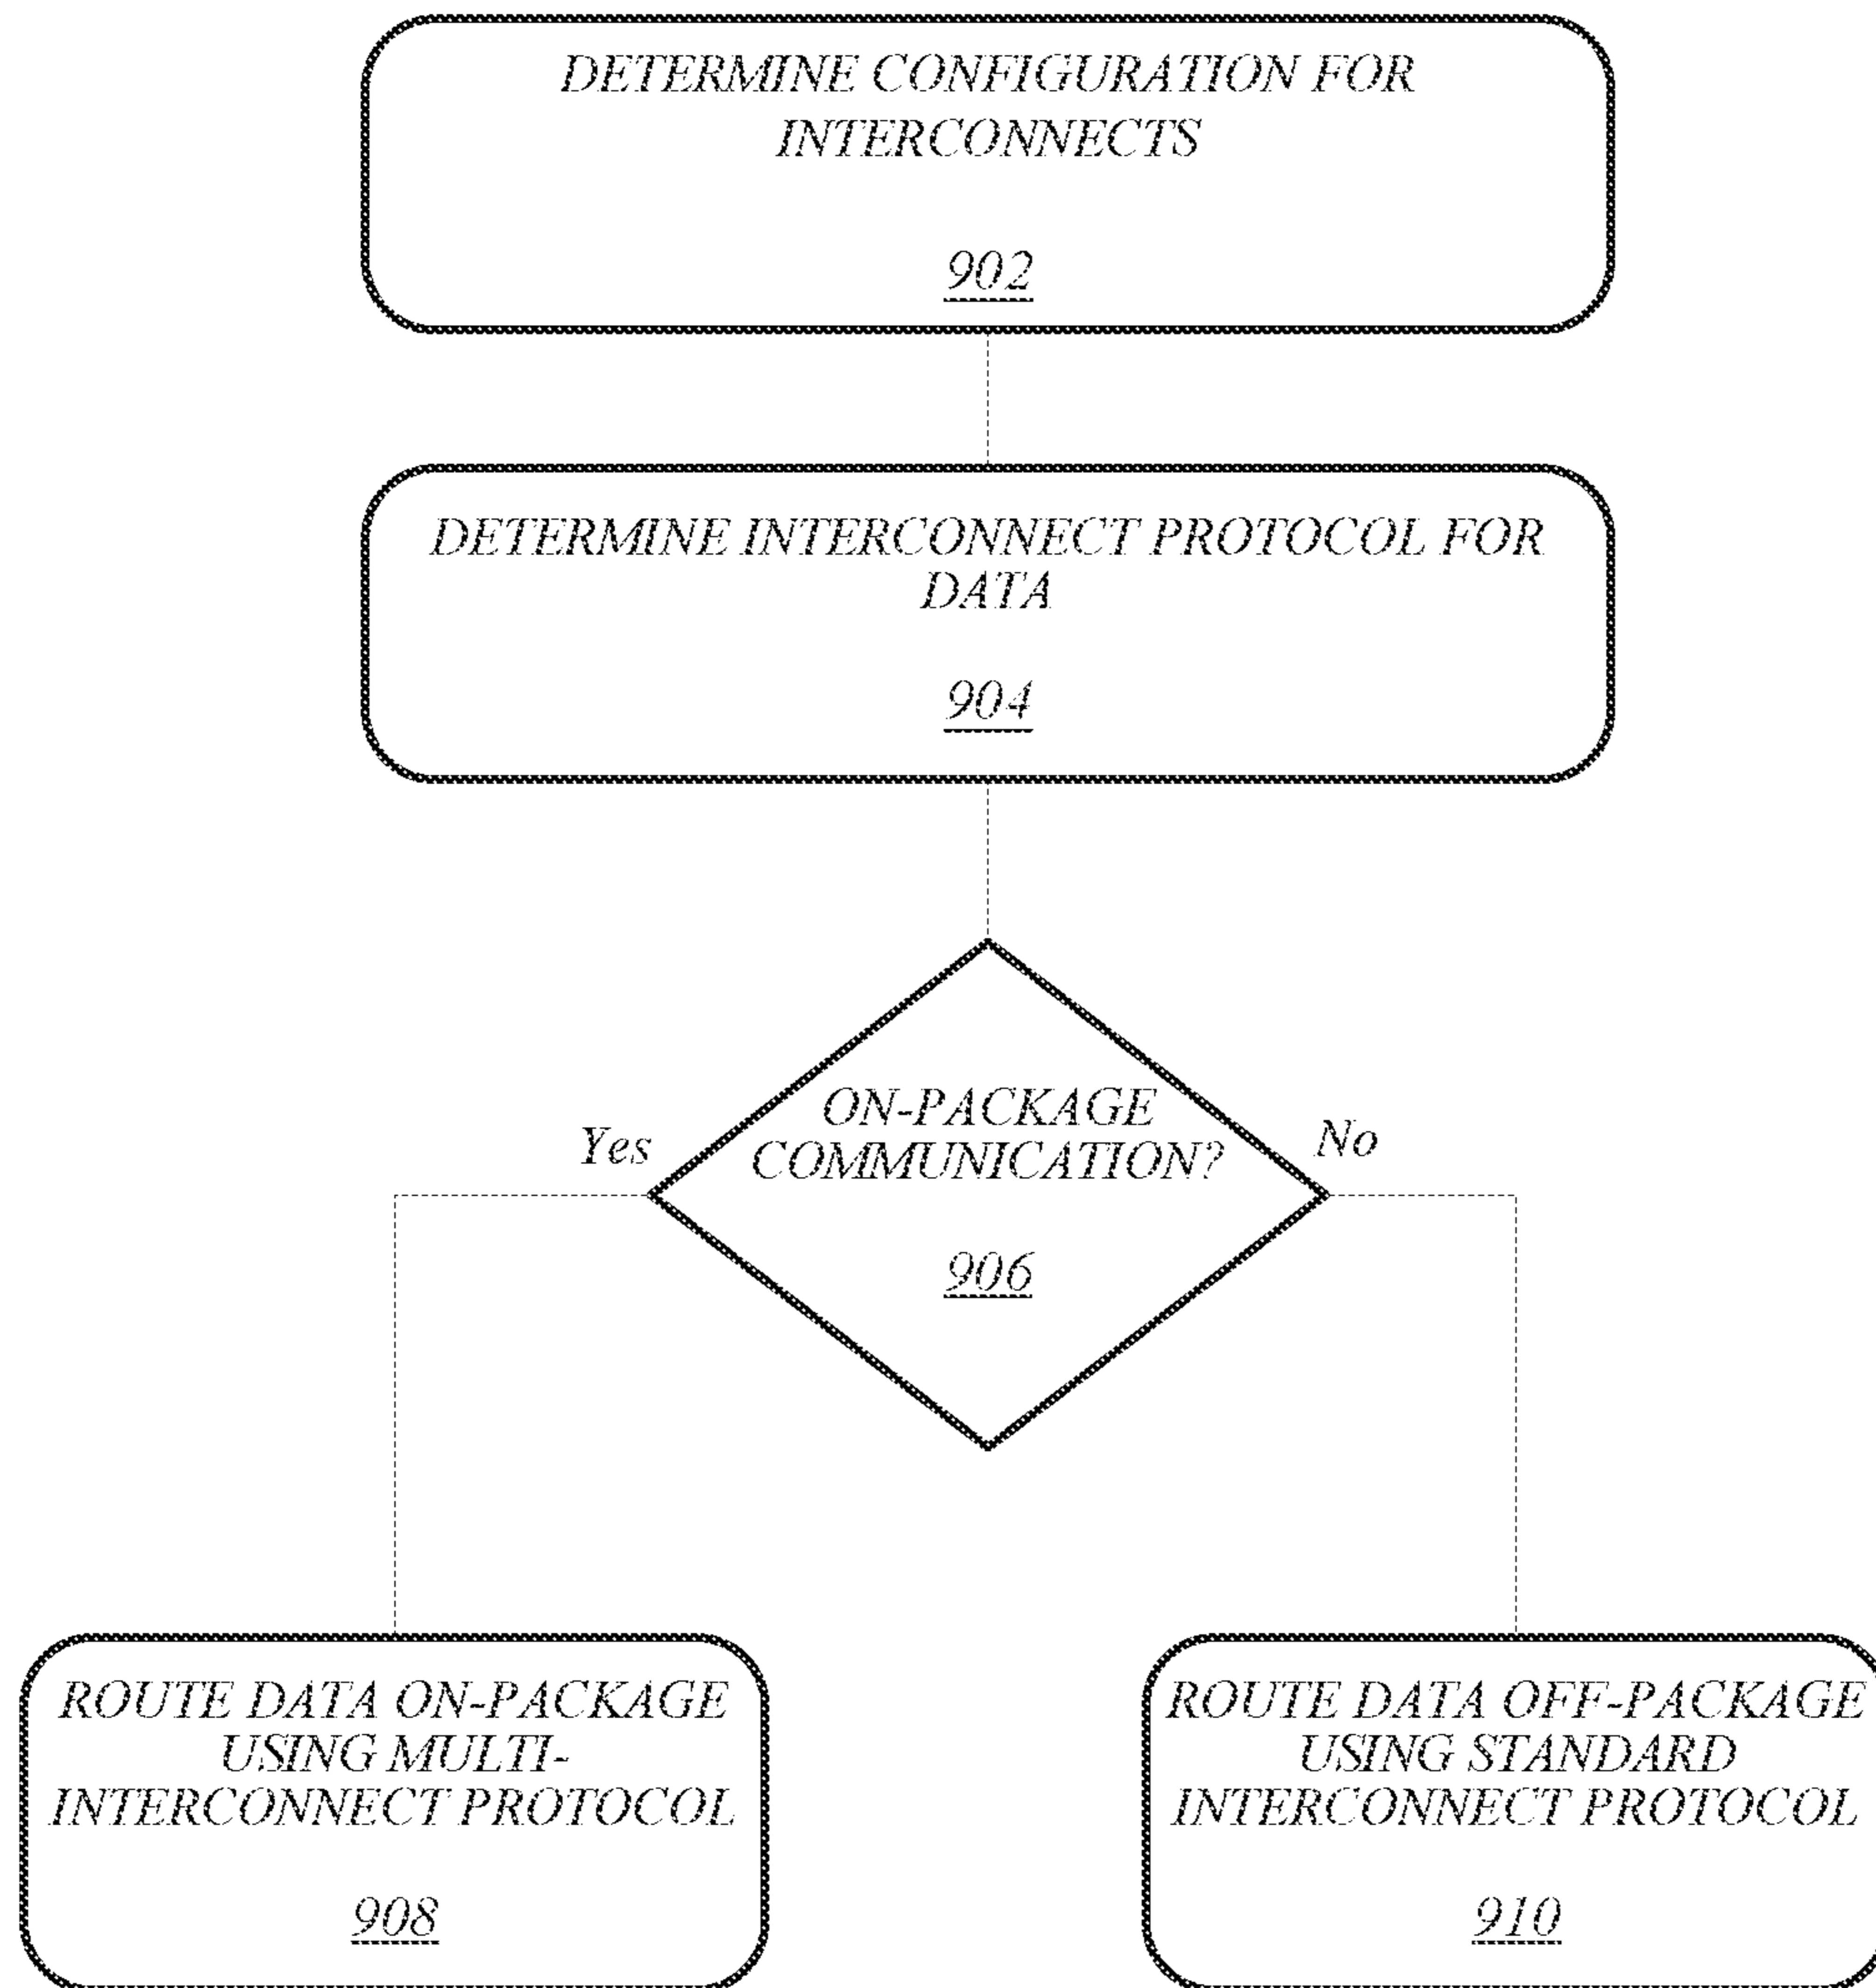 DETERMINE CONFIGURATION FOR
INTERCONNECTS
902
DETERMINE INTERCONNECT PROTOCOL FOR
DATA
904
ON-PACKAGE
COMMUNICATION?
Yes
No
906
ROUTE DATA ON-PACKAGE
USING MULTI-
INTERCONNECT PROTOCOL
908
ROUTE DATA OFF-PACKAGE
USING STANDARD
INTERCONNECT PROTOCOL
910